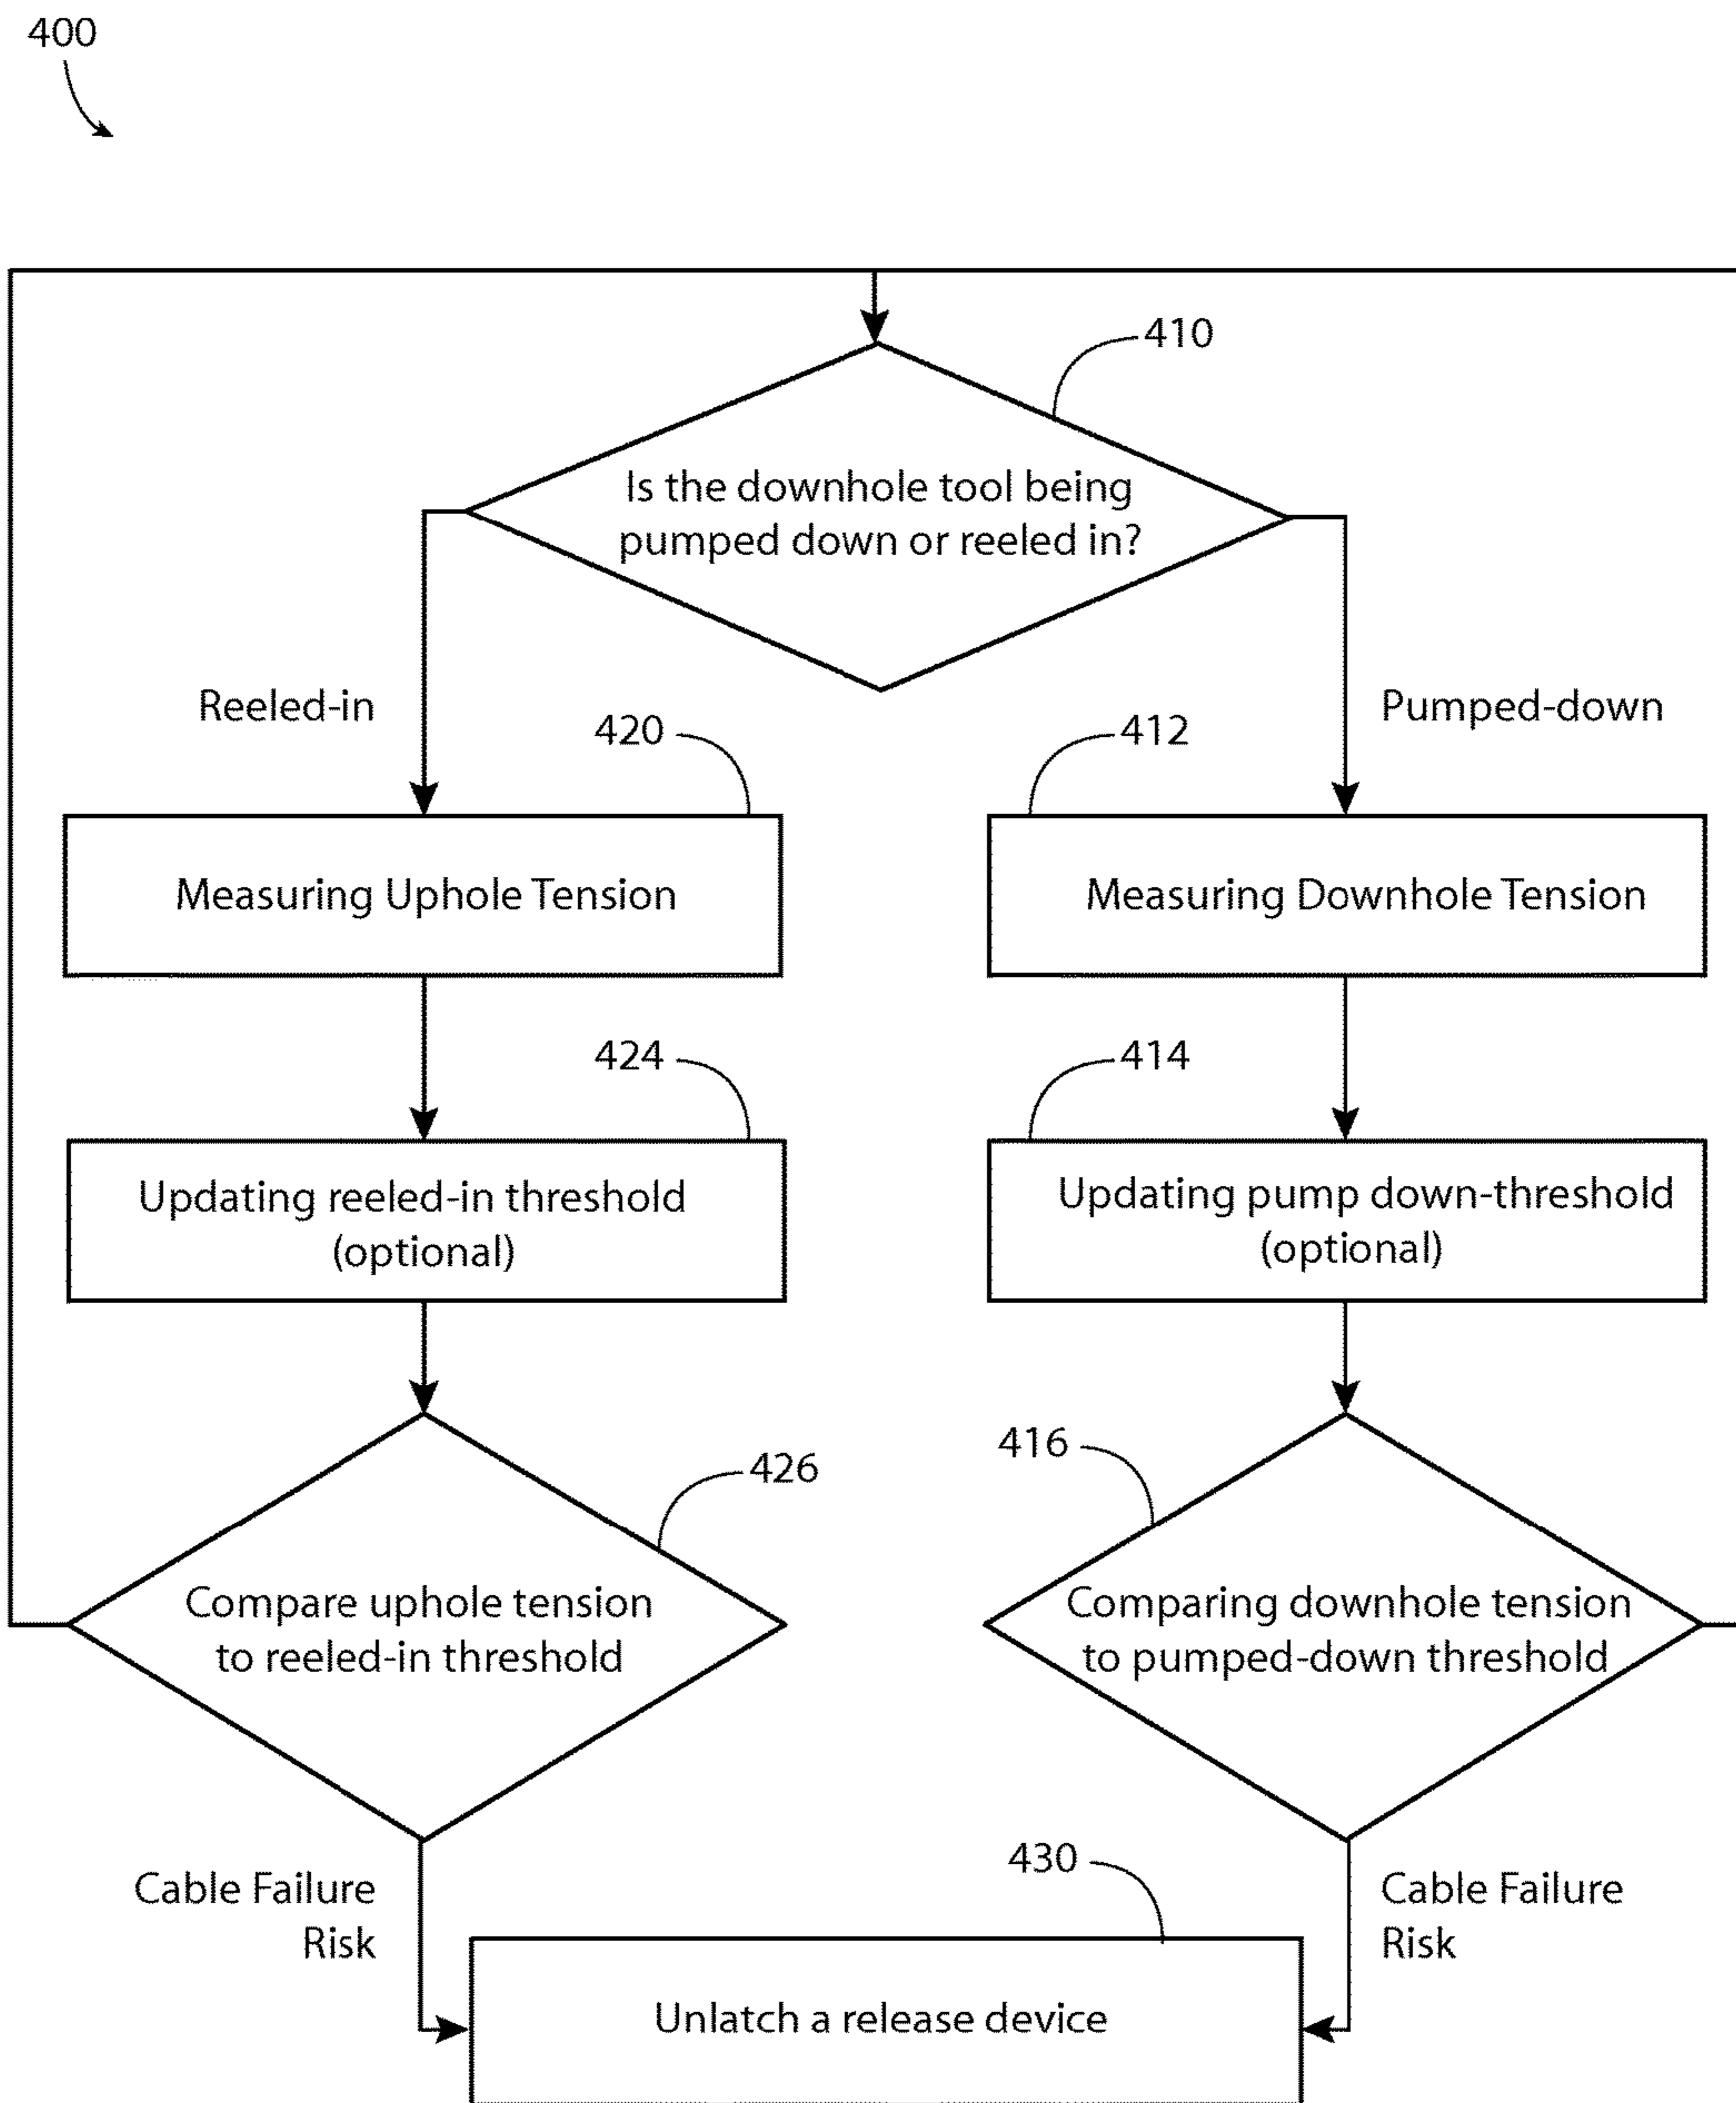 400
410
Is the downhole tool being
pumped down or reeled in?
Reeled-in
Pumped-down
420
412
Measuring Uphole Tension
Measuring Downhole Tension
424
414
Updating reeled-in threshold
(optional)
Updating pump down-threshold
(optional)
426
416
Compare uphole tension
to reeled-in threshold
Comparing downhole tension
to pumped-down threshold
Cable Failure
Risk
430
Cable Failure
Risk
Unlatch a release device